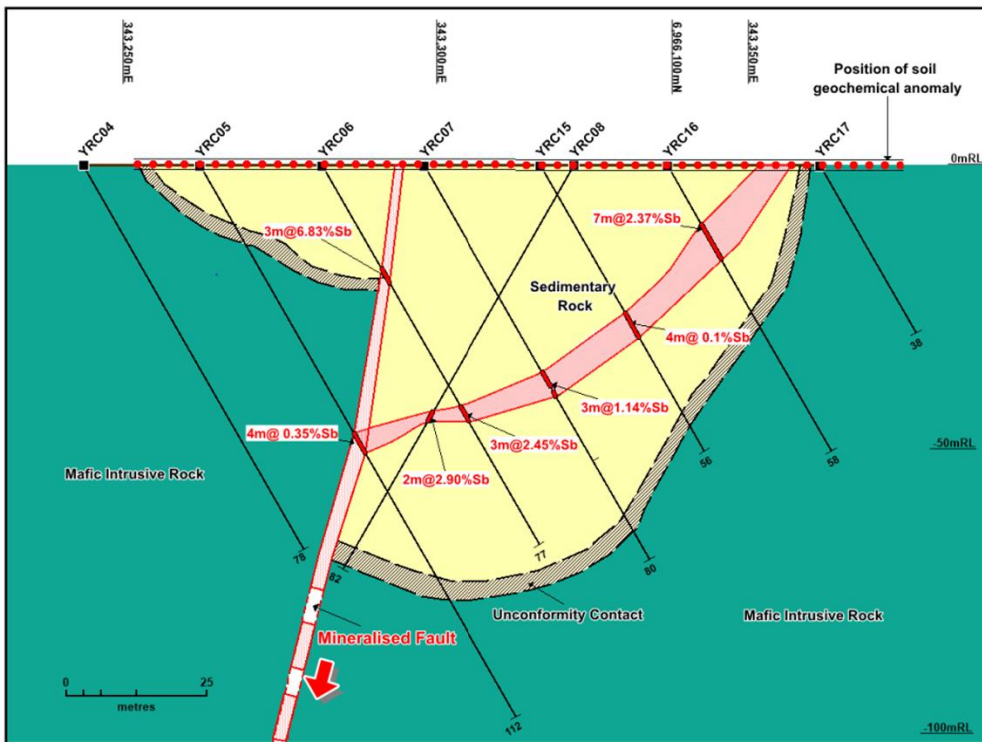 343,250mE
343,300mE
6,966,100mN
343,350mE
Position of soil
geochemical anomaly
YRC04
YRC05
YRC06
YRC07
YRC15
YRC08
YRC16
YRC17
0mRL
3m@6.83%Sb
7m@2.37%Sb
Sedimentary
Rock
4m@ 0.1%Sb
38
3m@1.14%Sb
4m@ 0.35%Sb
3m@2.45%Sb
-50mRL
56
58
Mafic Intrusive Rock
2m@2.90%Sb
78
82
77
80
Unconformity Contact
Mafic Intrusive Rock
Mineralised Fault
0
25
metres
112
-100mRL